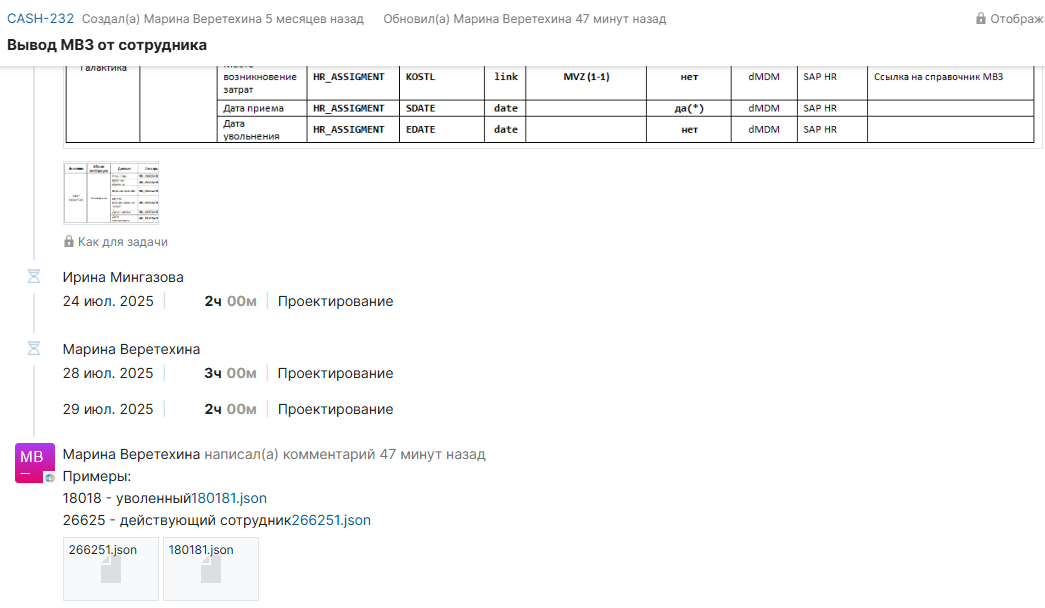 CASH-232 Создал(а) Марина Веретехина 5 месяцев назад Обновил(а) Марина Веретехина 47 минут назад Отображ
Вывод МВЗ от сотрудника
Галактика
Место
возникновение
затрат HR_ASSIGMENT KOSTL link MVZ (1-1) нет dMDM SAP HR Ссылка на справочник МВЗ
Дата приема HR_ASSIGMENT SDATE date да(*) dMDM SAP HR
Дата
увольнения HR_ASSIGMENT EDATE date нет dMDM SAP HR
Как для задачи
Ирина Мингазова
24 июл. 2025 2ч 00м Проектирование
Марина Веретехина
28 июл. 2025 3ч 00м Проектирование
29 июл. 2025 2ч 00м Проектирование
МВ
Марина Веретехина написал(а) комментарий 47 минут назад
Примеры:
18018 - уволенный180181.json
26625 - действующий сотрудник266251.json
266251.json 180181.json